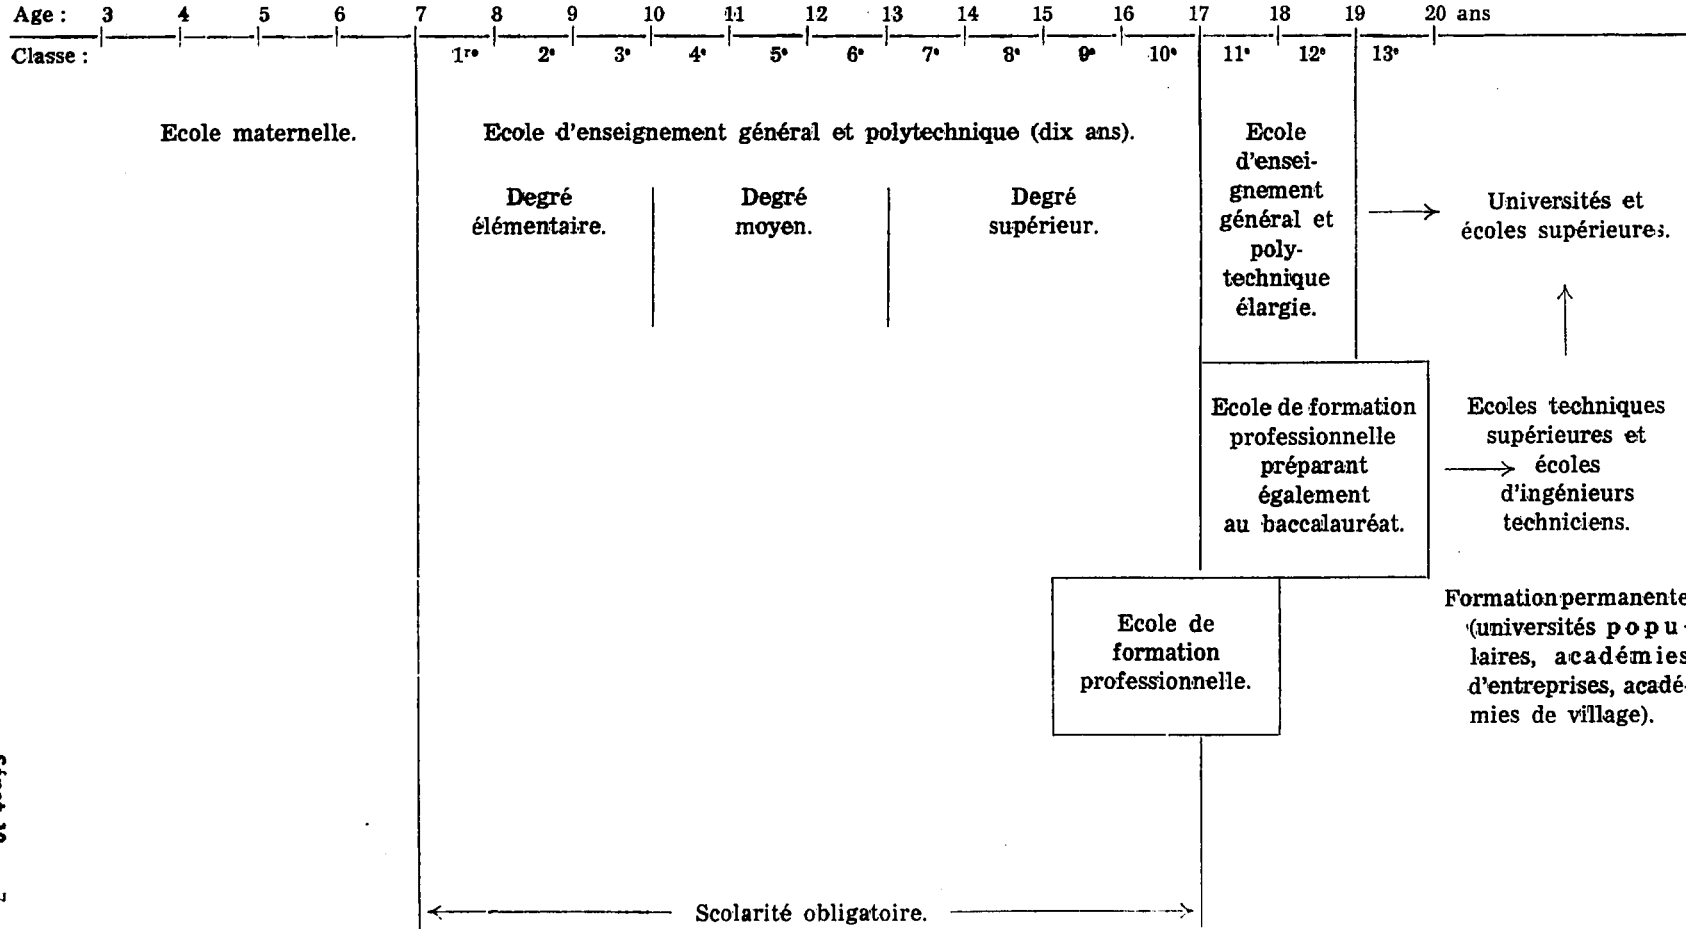 Age : 3 4 5 6 7 8 9 10 11 12 13 14 15 16 17 18 19 20 ans
Classe : 1re 2e 3e 4e 5e 6e 7e 8e 9e 10e 11e 12e 13e
Ecole maternelle.
Ecole d'enseignement général et polytechnique (dix ans).
Degré
élémentaire.
Degré
moyen.
Degré
supérieur.
Ecole
d'ensei-
gnement
général et
poly-
technique
élargie.
Universités et
écoles supérieures.
Ecole de formation
professionnelle
préparant
également
au baccalauréat.
Ecoles techniques
supérieures et
écoles
d'ingénieurs
techniciens.
Ecole de
formation
professionnelle.
Formation permanente
(universités popu-
laires, académies
d'entreprises, acadé-
mies de village).
Scolarité obligatoire.